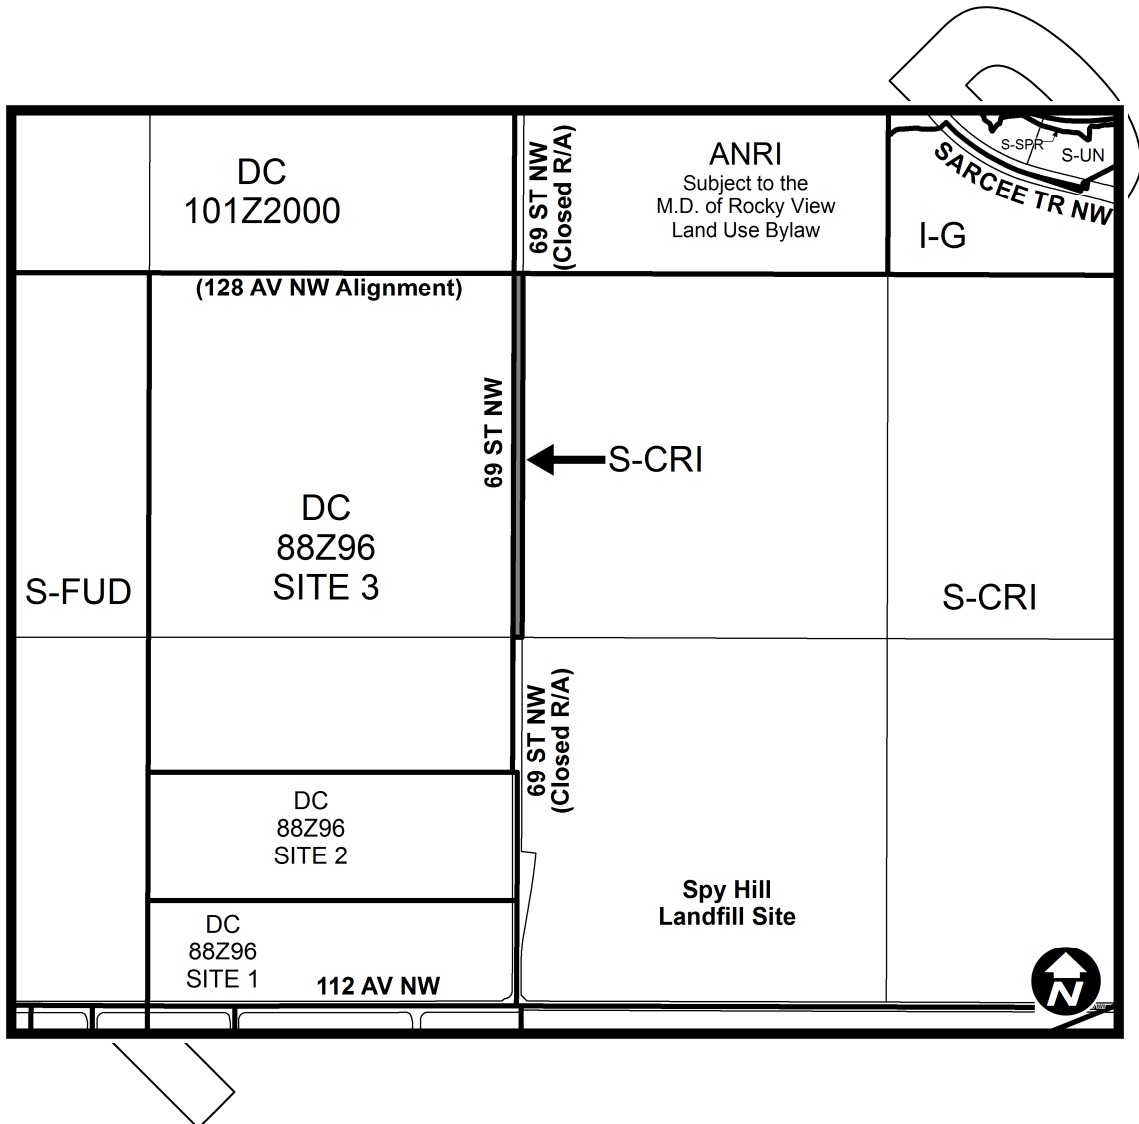 DC
101Z2000
69 ST NW
(Closed R/A)
ANRI
Subject to the
M.D. of Rocky View
Land Use Bylaw
S-SPR
S-UN
SARCEE TR NW
I-G
(128 AV NW Alignment)
69 ST NW
S-CRI
DC
88Z96
SITE 3
S-FUD
S-CRI
69 ST NW
(Closed R/A)
DC
88Z96
SITE 2
Spy Hill
Landfill Site
DC
88Z96
SITE 1
112 AV NW
N